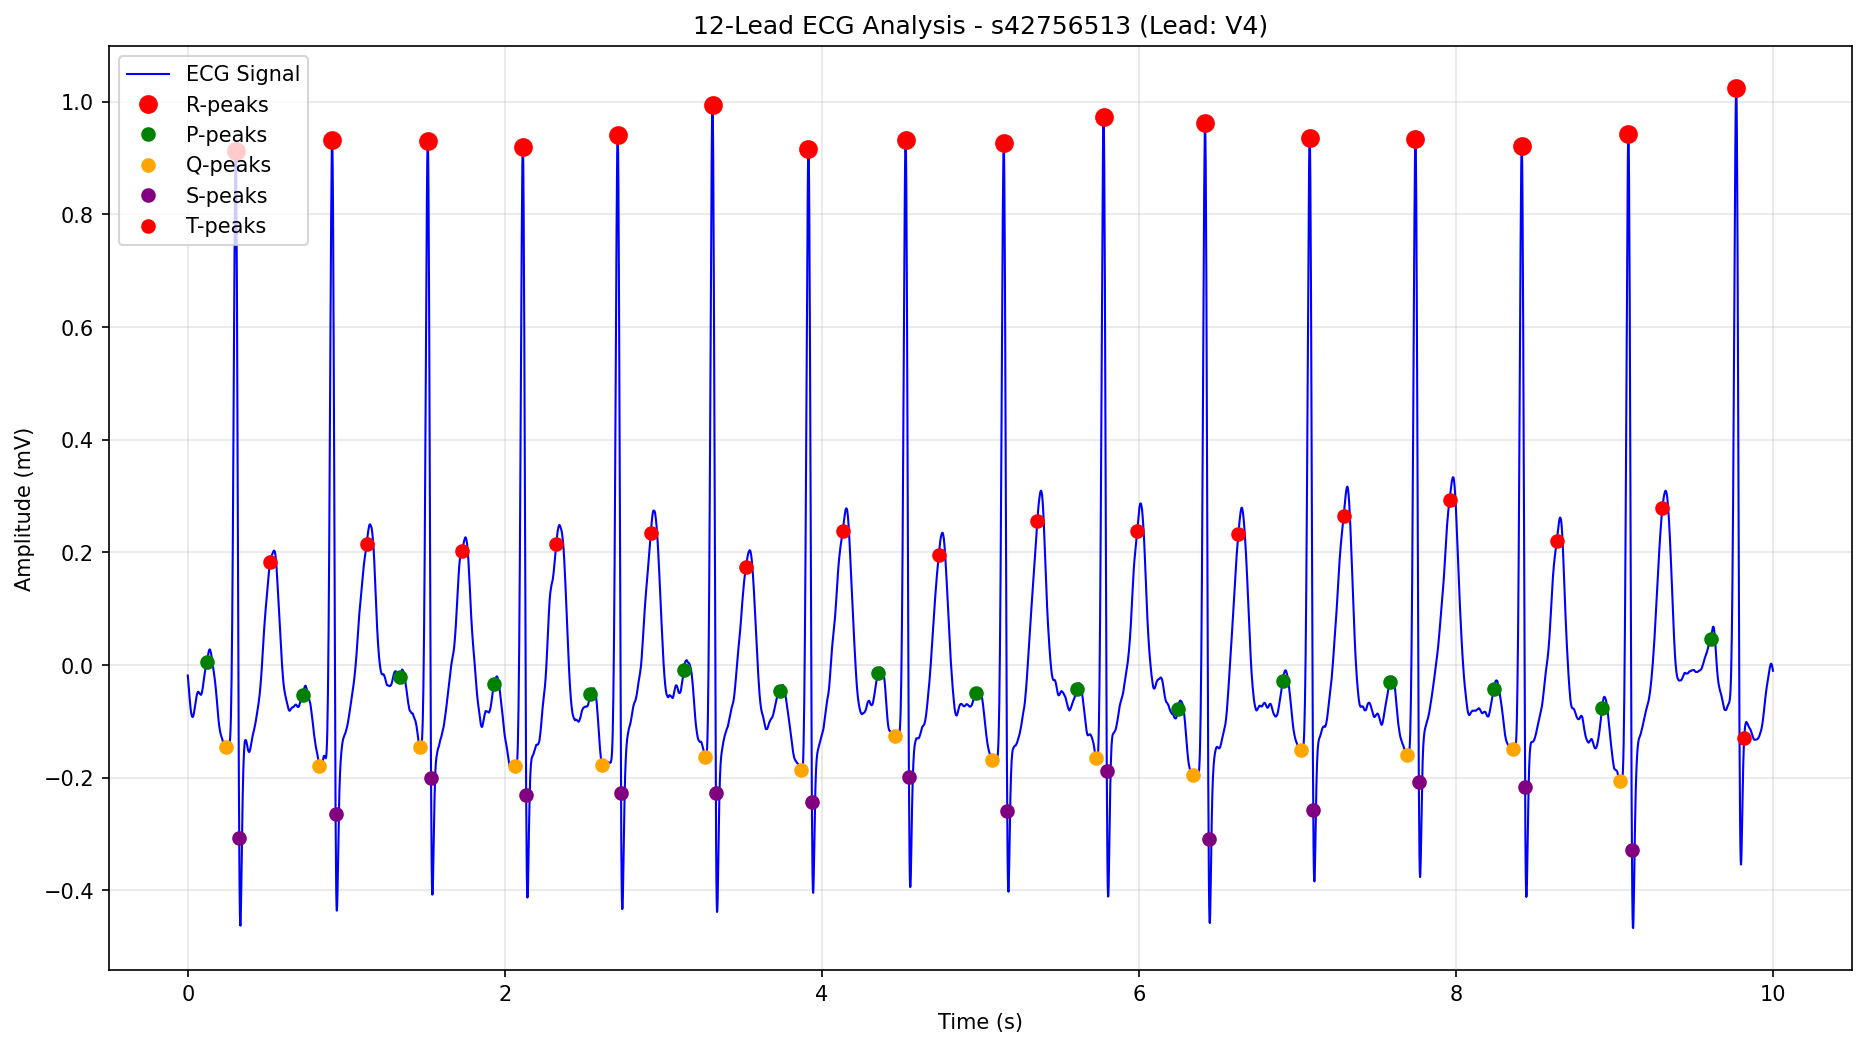 12-Lead ECG Analysis - s42756513 (Lead: V4)
ECG Signal
R-peaks
P-peaks
Q-peaks
S-peaks
T-peaks
Amplitude (mV)
1.0
0.8
0.6
0.4
0.2
0.0
−0.2
−0.4
0 2 4 6 8 10
Time (s)